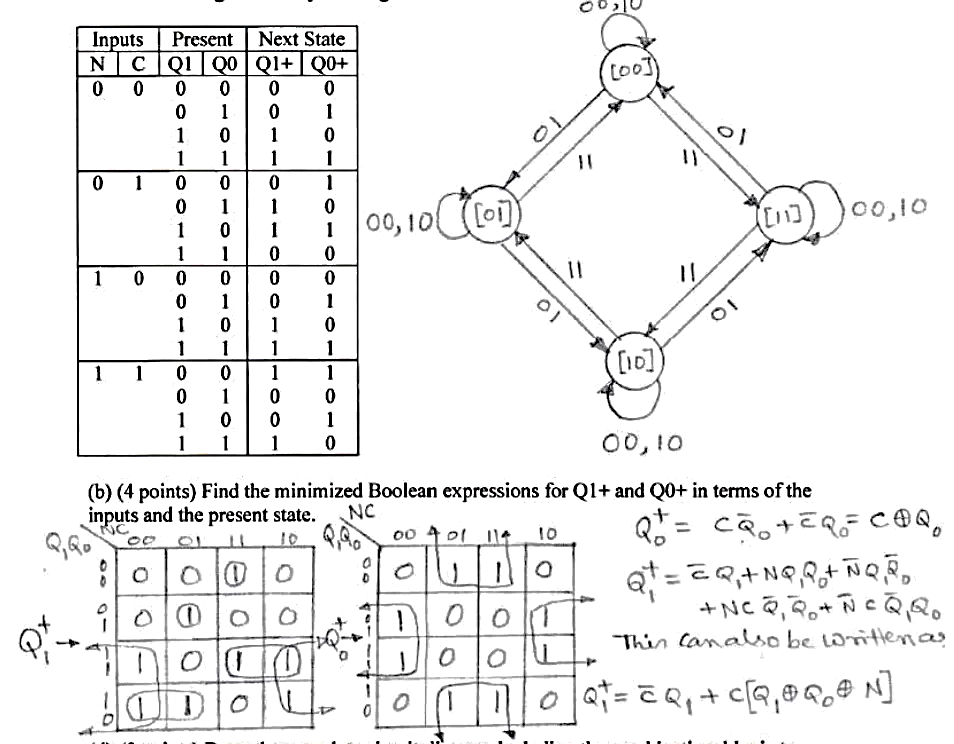 Inputs Present Next State
N C Q1 Q0 Q1+ Q0+
0 0 0 0 0 0
0 1 0 1
1 0 1 0
1 1 1 1
0 1 0 0 0 1
0 1 1 0
1 0 1 1
1 1 0 0
1 0 0 0 0 0
0 1 0 1
1 0 1 0
1 1 1 1
1 1 0 0 1 1
0 1 0 0
1 0 0 1
1 1 1 0
00,10
[00]
01
11
11
01
00,10
[01]
[11]
00,10
01
11
11
01
[10]
00,10
(b) (4 points) Find the minimized Boolean expressions for Q1+ and Q0+ in terms of the
inputs and the present state.
NC
Q₁Q₀
00 01 11 10
00 0 0 1 0
01 0 1 0 0
11 1 0 1 1
10 1 1 0 1
Q₁⁺
NC
Q₁Q₀
00 01 11 10
00 0 1 1 0
01 1 0 0 1
11 1 0 0 1
10 0 1 1 0
Q₀⁺
Q₀⁺ = CQ̄₀ + C̄Q₀ = C⊕Q₀
Q₁⁺ = C̄Q₁ + NQ₁Q₀ + N̄Q₁Q̄₀
+ NCQ̄₁Q̄₀ + N̄CQ̄₁Q₀
This can also be written as
Q₁⁺ = C̄Q₁ + C[Q₁⊕Q₀⊕N]